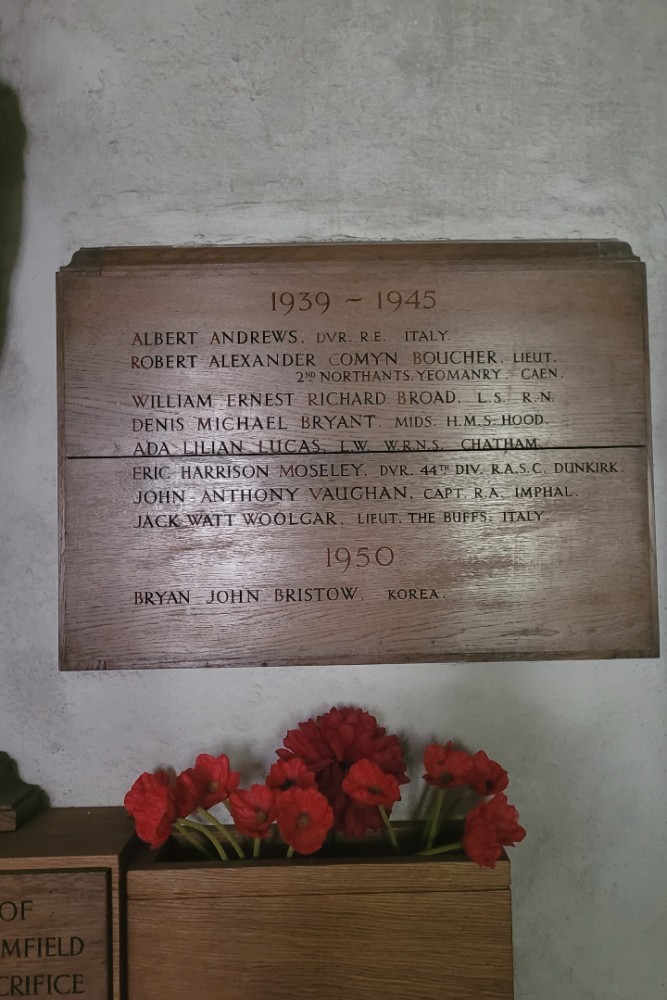 1939 ~ 1945
ALBERT ANDREWS, DVR. R.E. ITALY.
ROBERT ALEXANDER COMYN BOUCHER, LIEUT.
2ND NORTHANTS. YEOMANRY. CAEN.
WILLIAM ERNEST RICHARD BROAD, L.S. R.N.
DENIS MICHAEL BRYANT, MIDS. H.M.S. HOOD.
ADA LILIAN LUCAS, L.W. W.R.N.S. CHATHAM.
ERIC HARRISON MOSELEY, DVR. 44TH DIV. R.A.S.C. DUNKIRK.
JOHN ANTHONY VAUGHAN, CAPT. R.A. IMPHAL.
JACK WATT WOOLGAR, LIEUT. THE BUFFS. ITALY.
1950
BRYAN JOHN BRISTOW, KOREA.
OF
MFIELD
CRIFICE